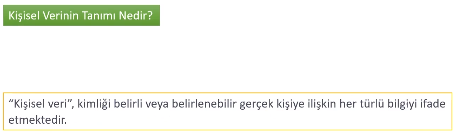 Kişisel Verinin Tanımı Nedir?
“Kişisel veri”, kimliği belirli veya belirlenebilir gerçek kişiye ilişkin her türlü bilgiyi ifade
etmektedir.